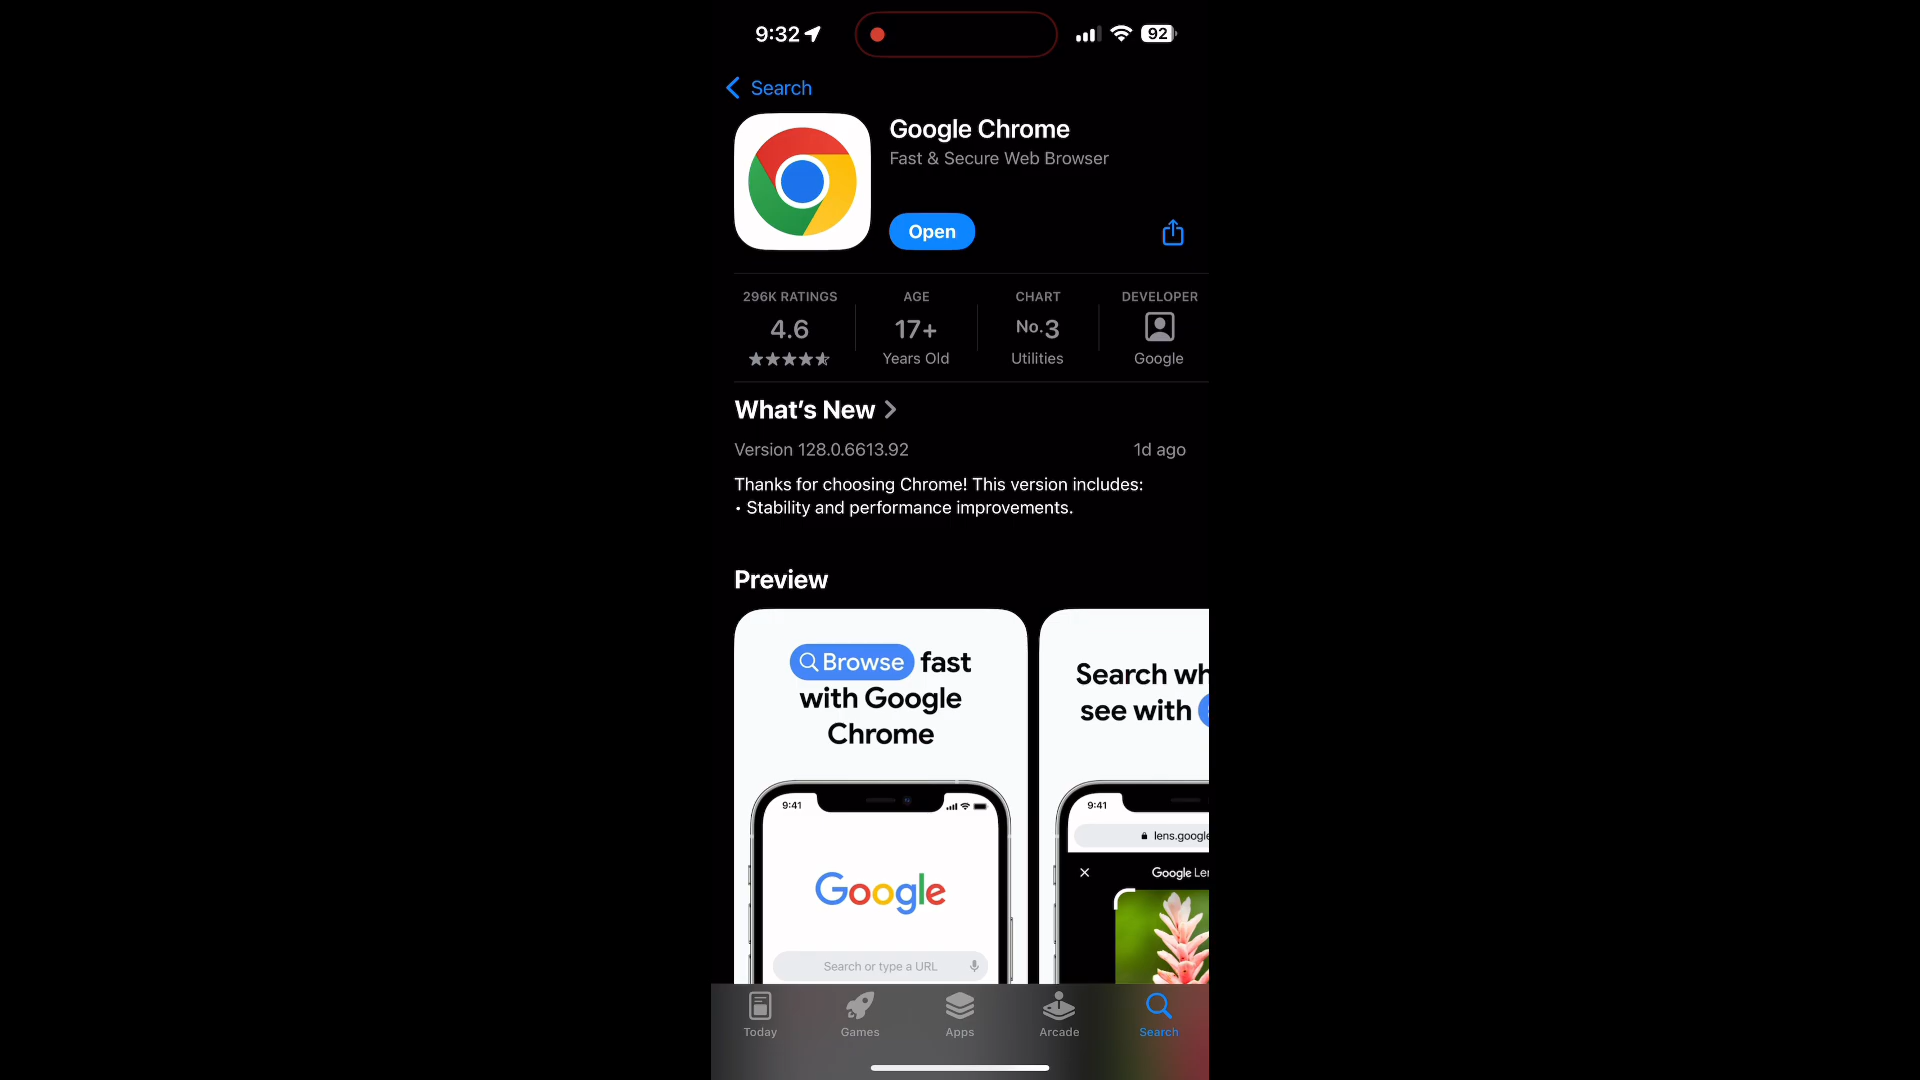 9:32
92
Search
Google Chrome
Fast & Secure Web Browser
Open
296K RATINGS
4.6
AGE
17+
Years Old
CHART
No.3
Utilities
DEVELOPER
Google
What's New
Version 128.0.6613.92
1d ago
Thanks for choosing Chrome! This version includes:
• Stability and performance improvements.
Preview
Browse fast
with Google
Chrome
9:41
Google
Search or type a URL
Search wh
see with
9:41
lens.google
Google Len
Today
Games
Apps
Arcade
Search